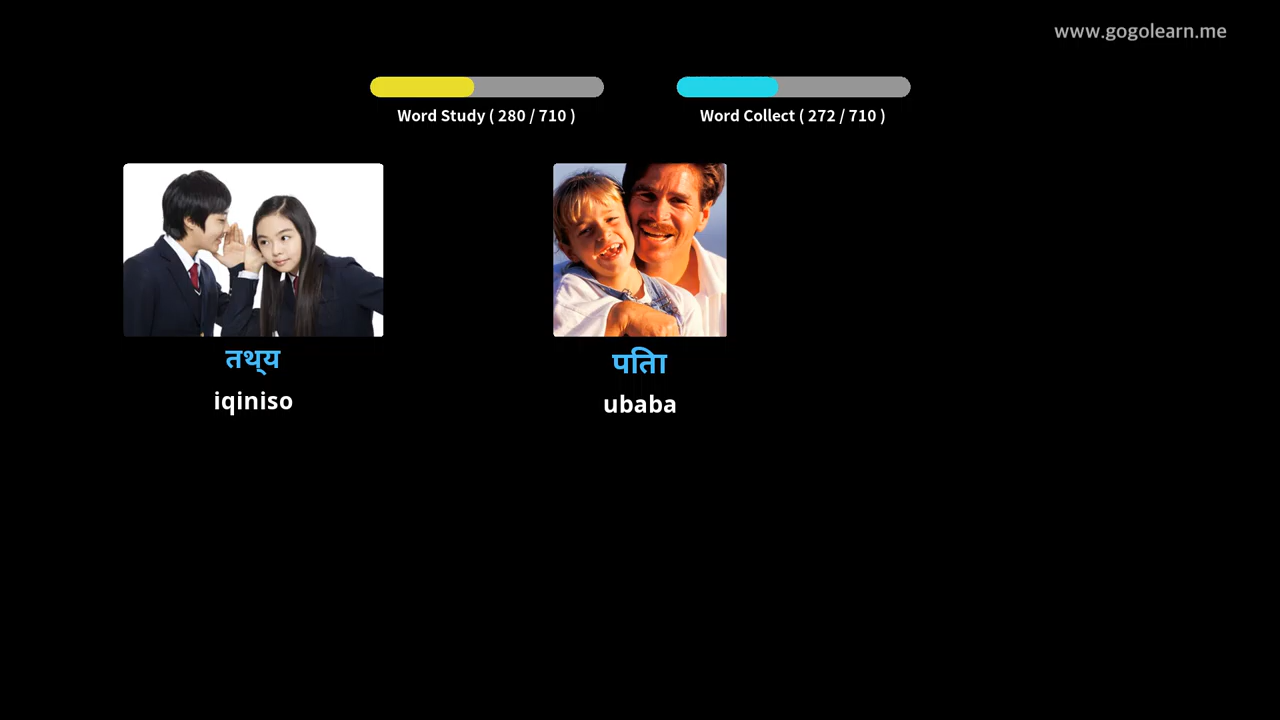 www.gogolearn.me
Word Study ( 280 / 710 )
Word Collect ( 272 / 710 )
तथ्य
पिता
iqiniso
ubaba